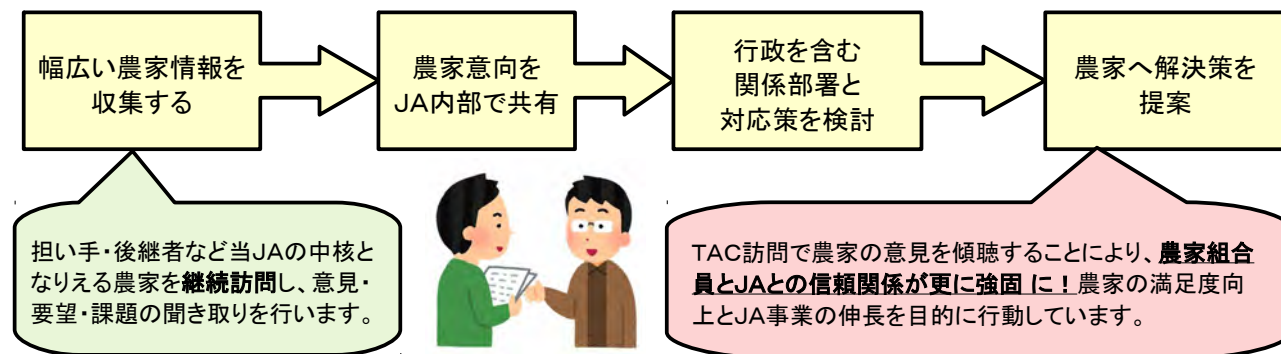 幅広い農家情報を
収集する
農家意向を
JA内部で共有
行政を含む
関係部署と
対応策を検討
農家へ解決策を
提案
担い手・後継者など当JAの中核と
なりえる農家を継続訪問し、意見・
要望・課題の聞き取りを行います。
TAC訪問で農家の意見を傾聴することにより、農家組合
員とJAとの信頼関係が更に強固 に！農家の満足度向
上とJA事業の伸長を目的に行動しています。